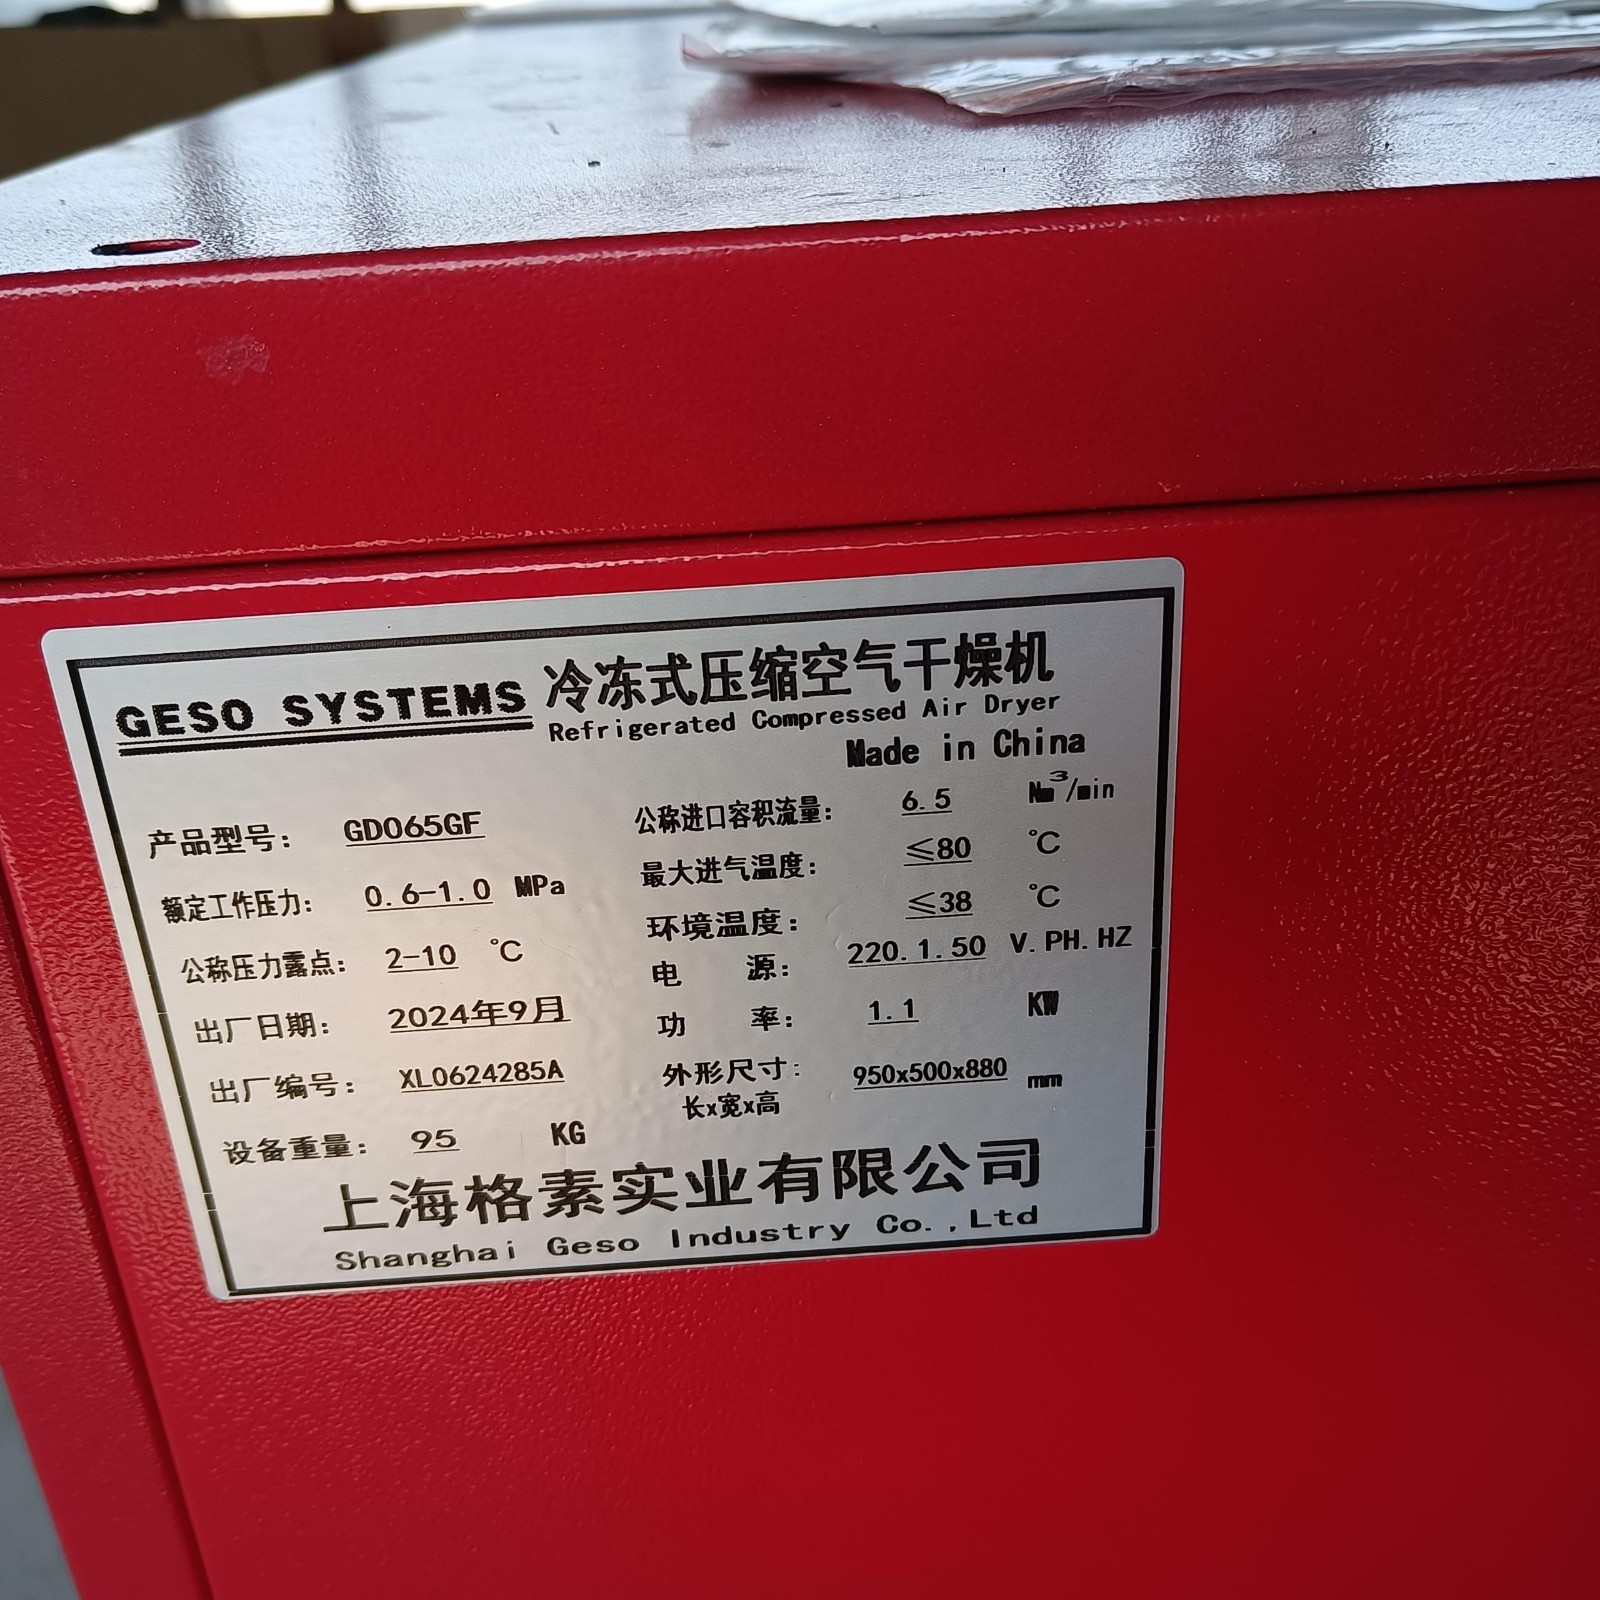 GESO SYSTEMS 冷冻式压缩空气干燥机
Refrigerated Compressed Air Dryer
Made in China
产品型号: GD065GF
额定工作压力: 0.6-1.0 MPa
公称压力露点: 2-10 ℃
出厂日期: 2024年9月
出厂编号: XL0624285A
设备重量: 95 KG
公称进口容积流量: 6.5 Nm³/min
最大进气温度: ≤80 ℃
环境温度: ≤38 ℃
电 源: 220.1.50 V.PH.HZ
功 率: 1.1 KW
外形尺寸: 950x500x880 mm
长x宽x高
上海格素实业有限公司
Shanghai Geso Industry Co.,Ltd